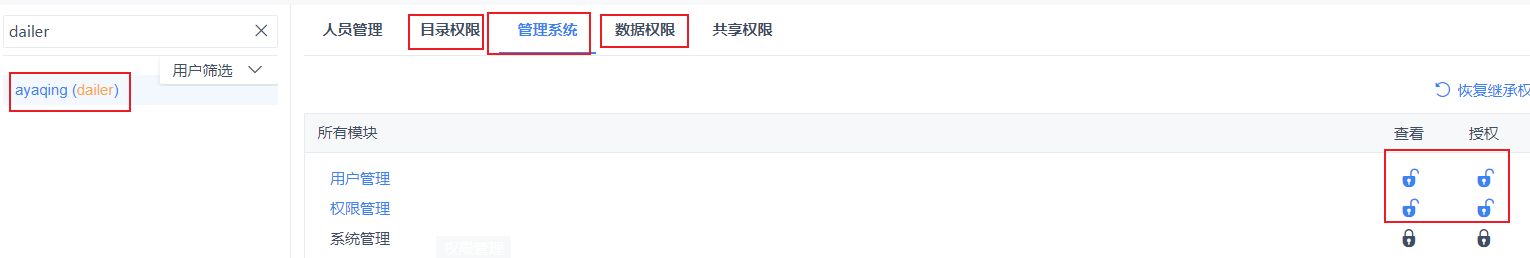 dailer
用户筛选
ayaqing (dailer)
人员管理 目录权限 管理系统 数据权限 共享权限
恢复继承权
所有模块 查看 授权
用户管理
权限管理
系统管理
权限管理